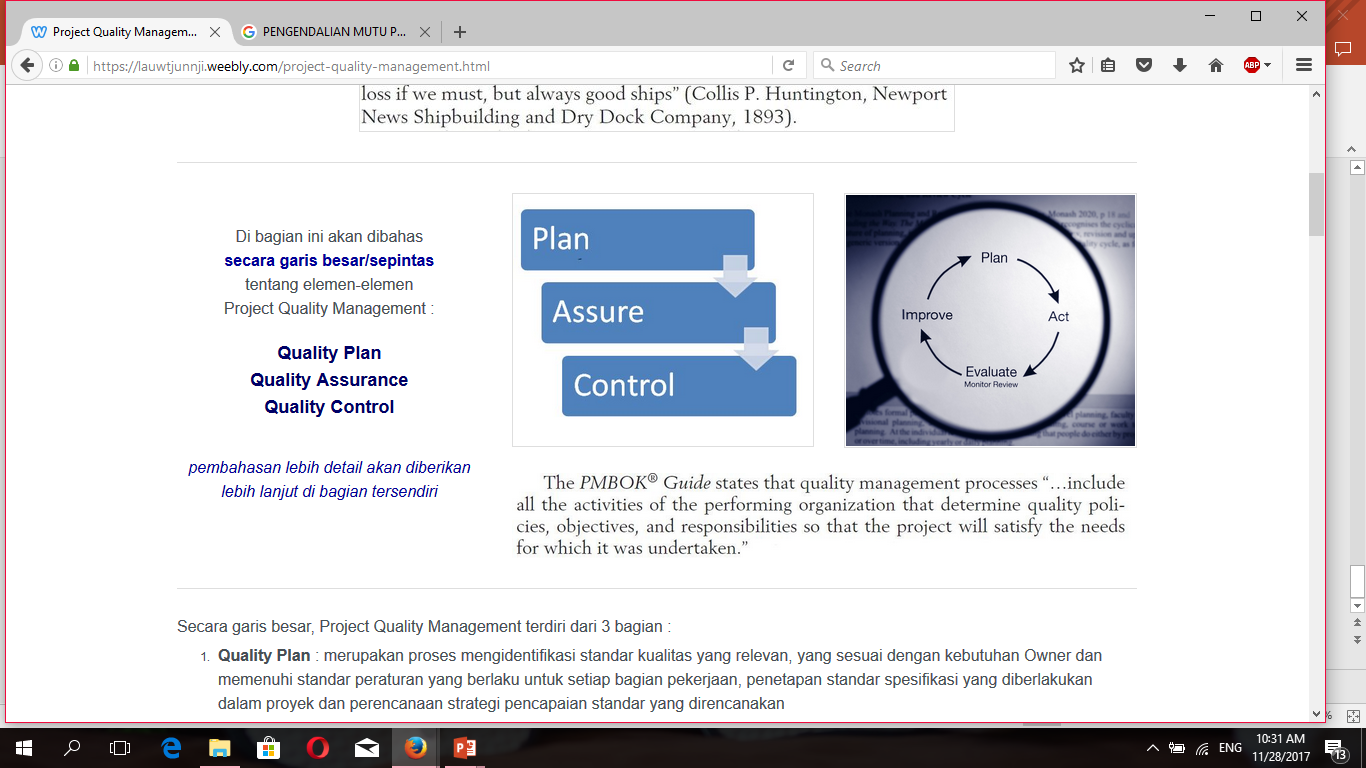 Project Quality Managem...
PENGENDALIAN MUTU P...
https://lauwtjunnji.weebly.com/project-quality-management.html
Search
ABP
loss if we must, but always good ships” (Collis P. Huntington, Newport
News Shipbuilding and Dry Dock Company, 1893).
Di bagian ini akan dibahas
secara garis besar/sepintas
tentang elemen-elemen
Project Quality Management :
Quality Plan
Quality Assurance
Quality Control
pembahasan lebih detail akan diberikan
lebih lanjut di bagian tersendiri
Plan
Assure
Control
Plan
Act
Evaluate
Monitor Review
Improve
The PMBOK® Guide states that quality management processes “…include
all the activities of the performing organization that determine quality poli-
cies, objectives, and responsibilities so that the project will satisfy the needs
for which it was undertaken.”
Secara garis besar, Project Quality Management terdiri dari 3 bagian :
1. Quality Plan : merupakan proses mengidentifikasi standar kualitas yang relevan, yang sesuai dengan kebutuhan Owner dan
memenuhi standar peraturan yang berlaku untuk setiap bagian pekerjaan, penetapan standar spesifikasi yang diberlakukan
dalam proyek dan perencanaan strategi pencapaian standar yang direncanakan
%
ENG
10:31 AM
11/28/2017
13